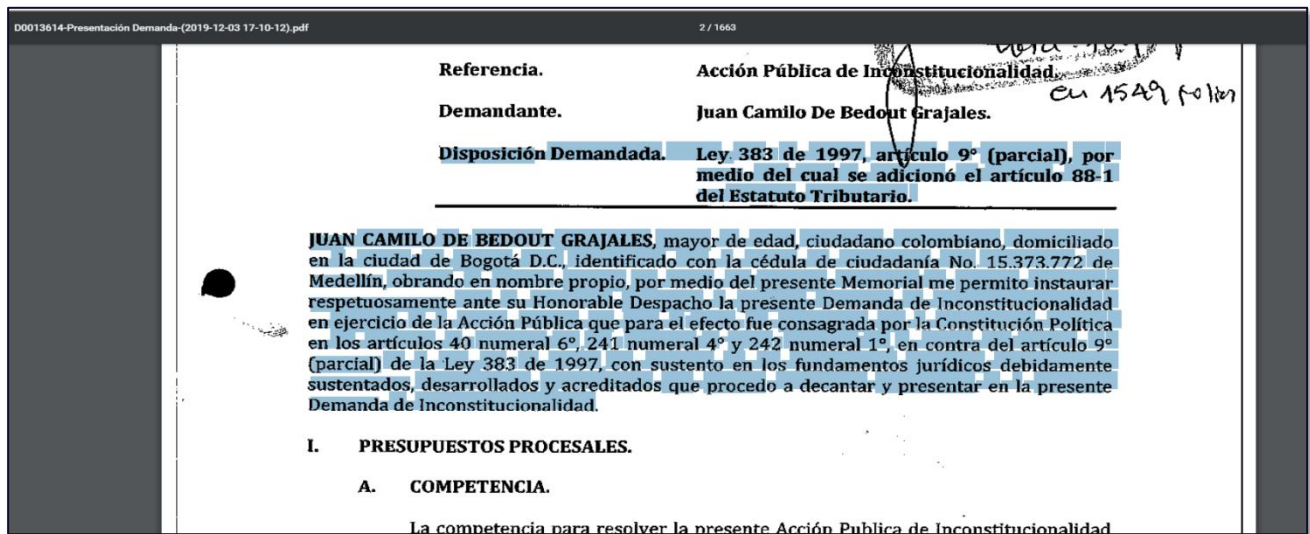 D0013614-Presentación Demanda-(2019-12-03 17-10-12).pdf 2 / 1663
Referencia. Acción Pública de Inconstitucionalidad.
en 1549 folios
Demandante. Juan Camilo De Bedout Grajales.
Disposición Demandada. Ley 383 de 1997, artículo 9° (parcial), por
medio del cual se adicionó el artículo 88-1
del Estatuto Tributario.
JUAN CAMILO DE BEDOUT GRAJALES, mayor de edad, ciudadano colombiano, domiciliado
en la ciudad de Bogotá D.C., identificado con la cédula de ciudadanía No. 15.373.772 de
Medellín, obrando en nombre propio, por medio del presente Memorial me permito instaurar
respetuosamente ante su Honorable Despacho la presente Demanda de Inconstitucionalidad
en ejercicio de la Acción Pública que para el efecto fue consagrada por la Constitución Política
en los artículos 40 numeral 6°, 241 numeral 4° y 242 numeral 1°, en contra del artículo 9°
(parcial) de la Ley 383 de 1997, con sustento en los fundamentos jurídicos debidamente
sustentados, desarrollados y acreditados que procedo a decantar y presentar en la presente
Demanda de Inconstitucionalidad.
I. PRESUPUESTOS PROCESALES.
A. COMPETENCIA.
La competencia para resolver la presente Acción Publica de Inconstitucionalidad